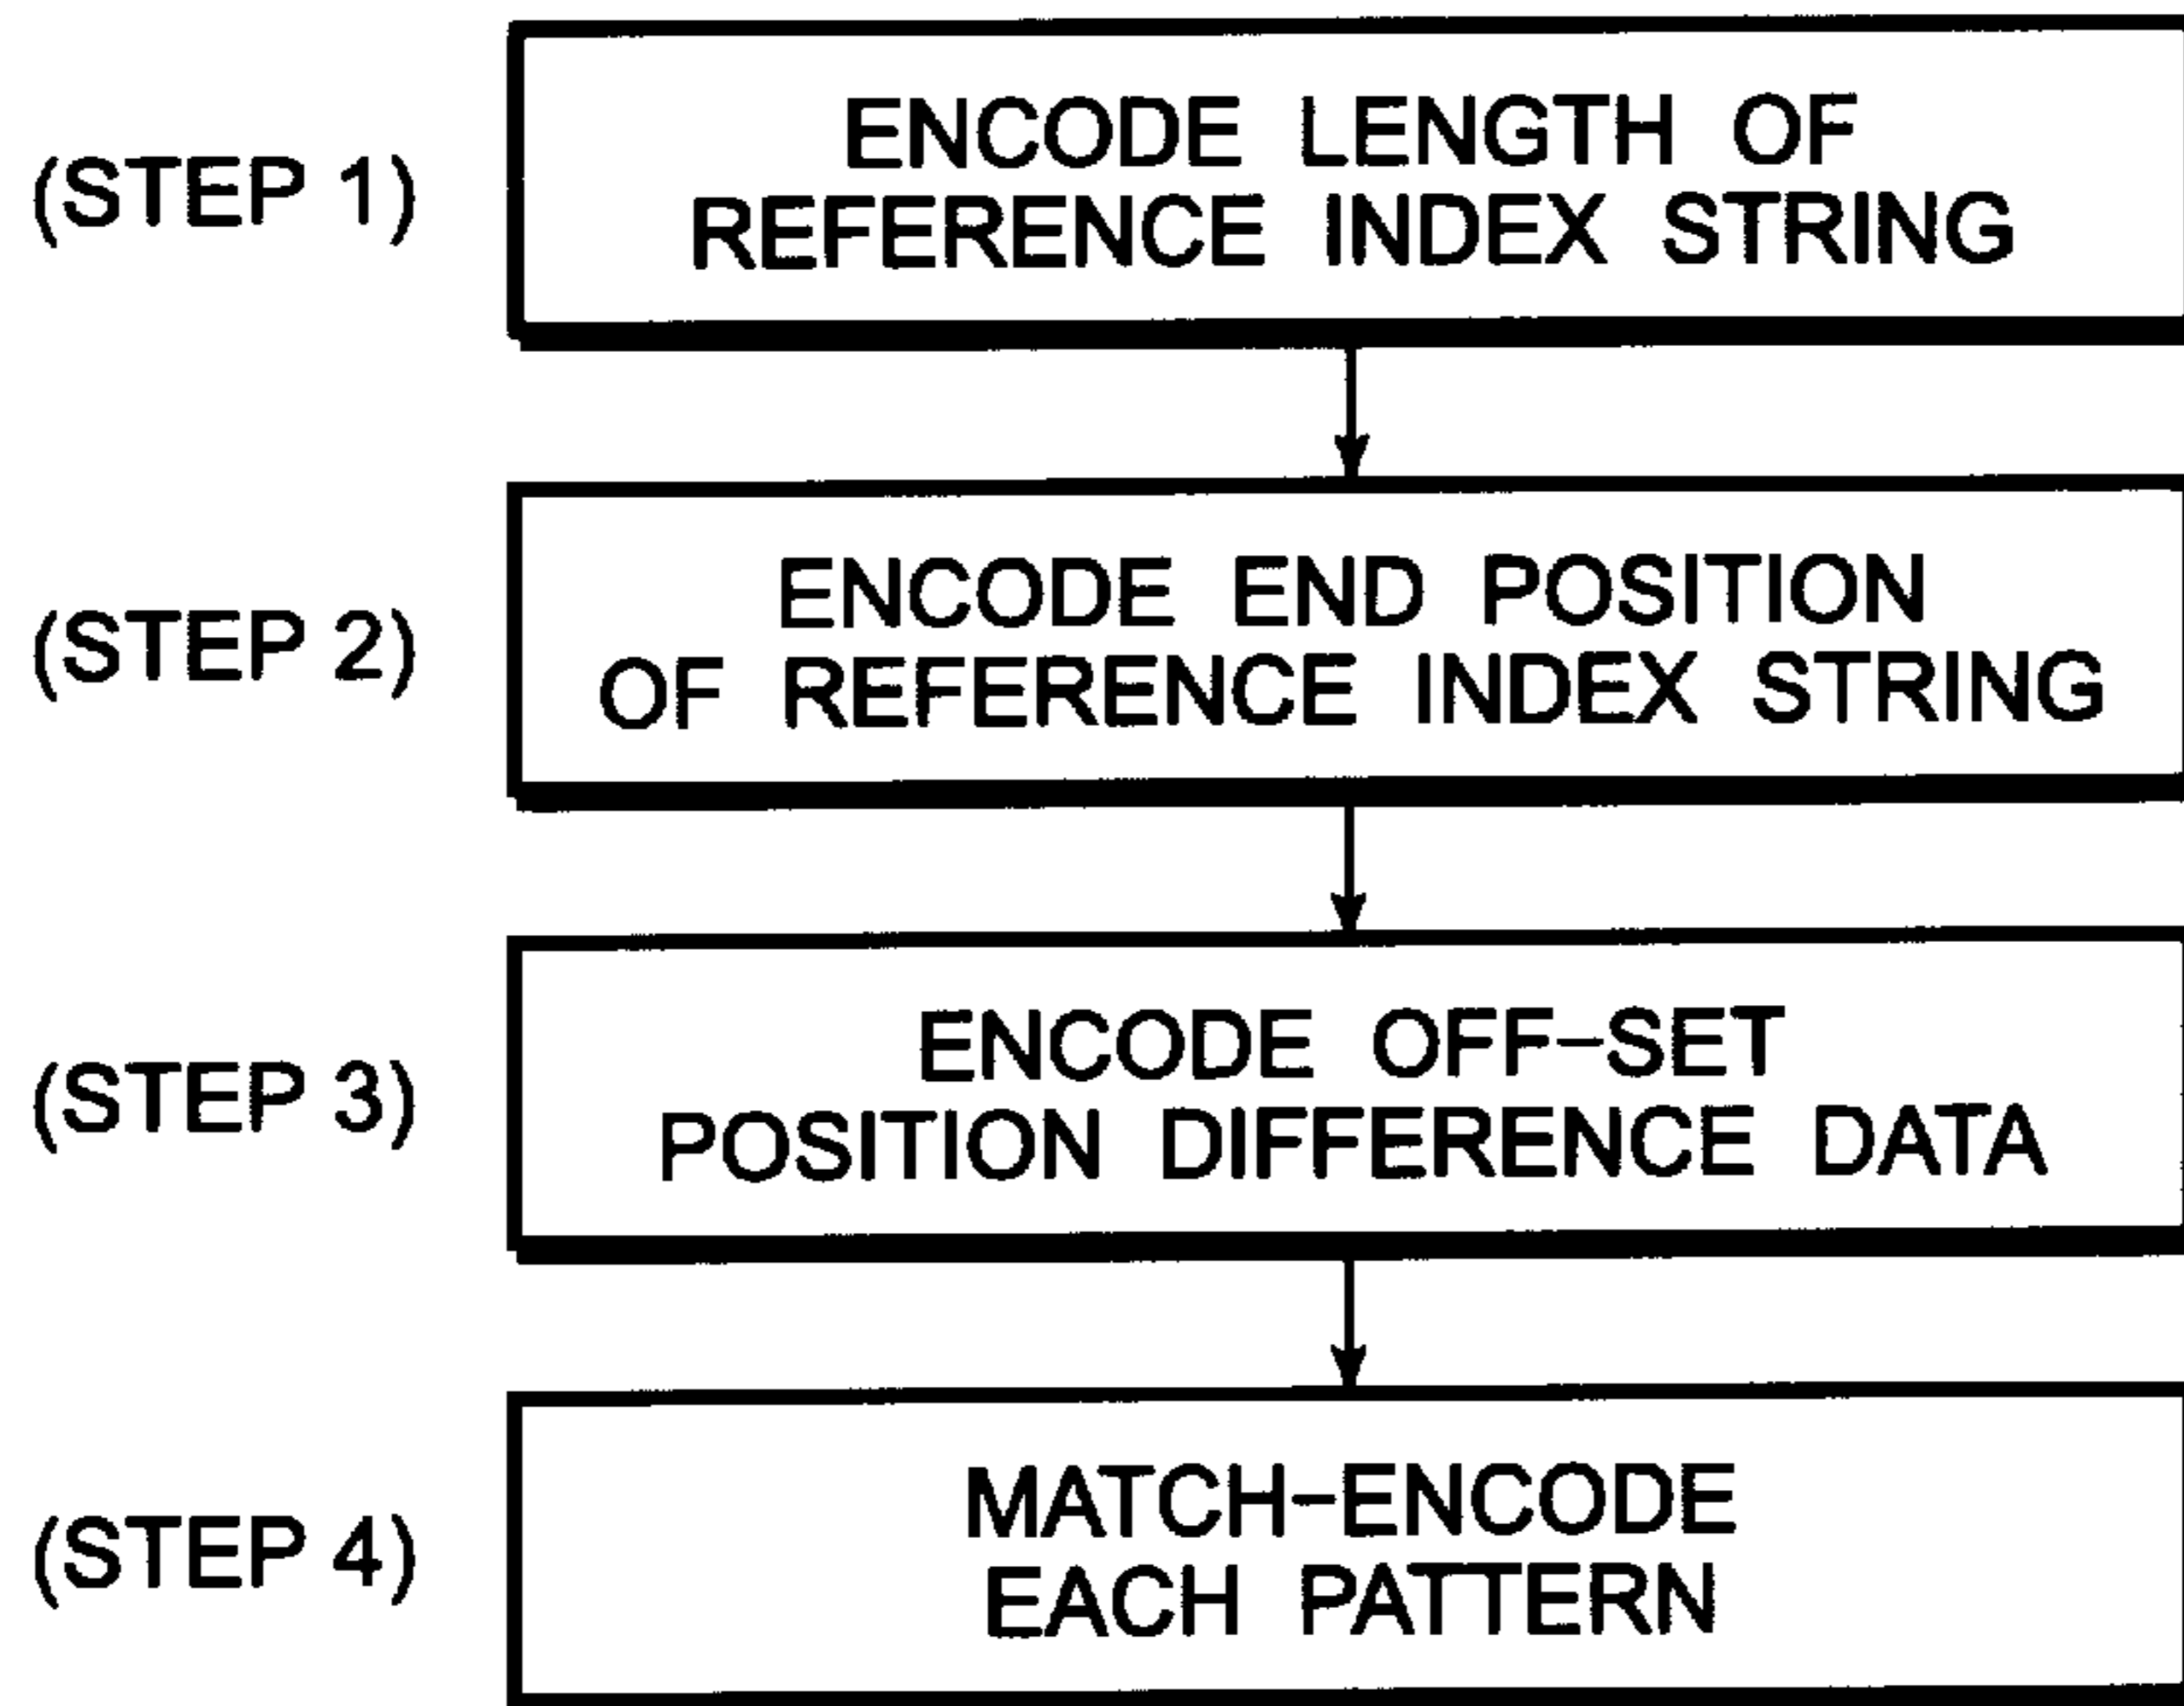 ENCODE LENGTH OF
(STEP 1)
REFERENCE INDEX STRING
ENCODE END POSITION
(STEP 2)
OF REFERENCE INDEX STRING
ENCODE OFF-SET
(STEP 3)
POSITION DIFFERENCE DATA
MATCH-ENCODE
(STEP 4)
EACH PATTERN